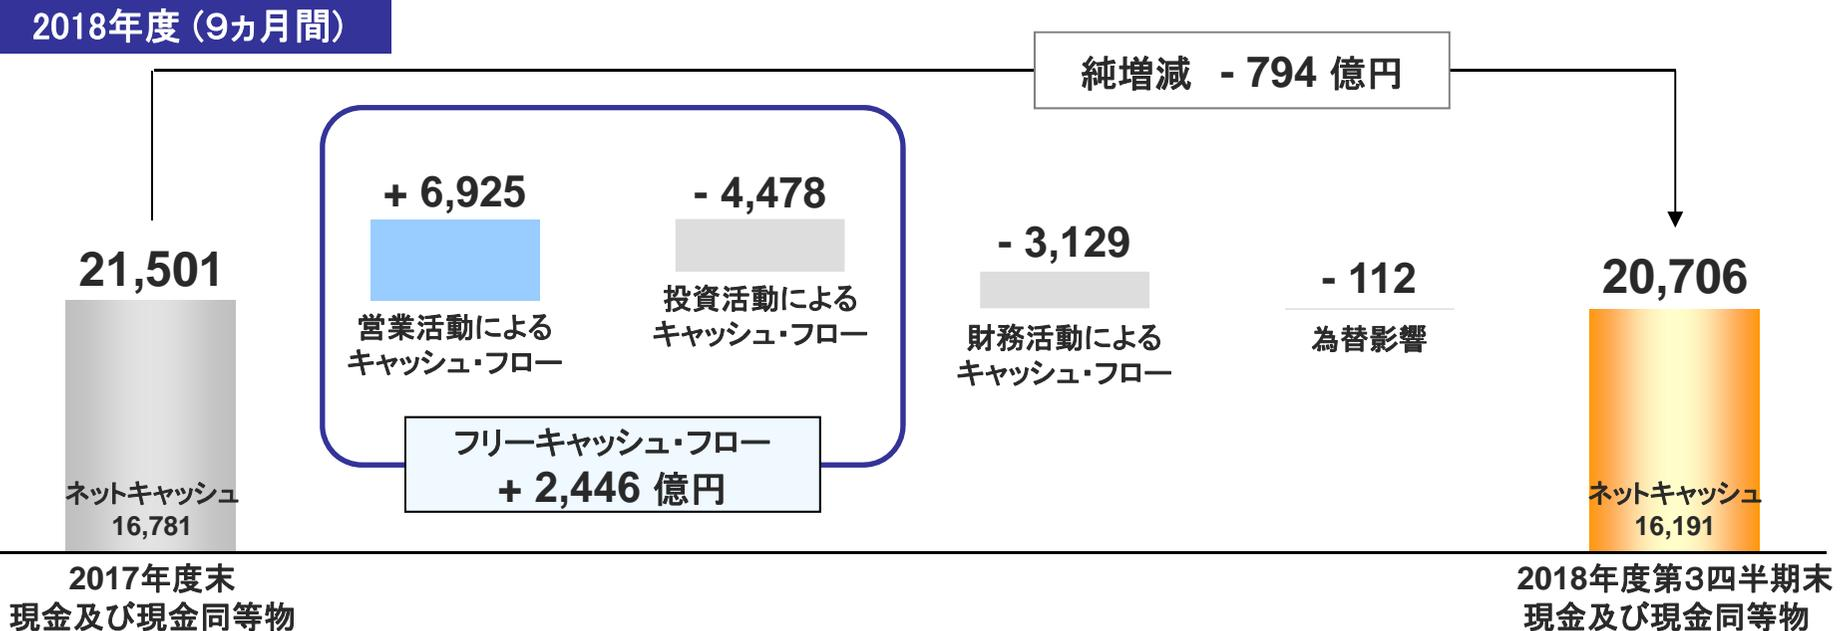 2018年度（９ヵ月間）
純増減 - 794 億円
+ 6,925
営業活動による
キャッシュ・フロー
- 4,478
投資活動による
キャッシュ・フロー
フリーキャッシュ・フロー
+ 2,446 億円
- 3,129
財務活動による
キャッシュ・フロー
- 112
為替影響
21,501
ネットキャッシュ
16,781
2017年度末
現金及び現金同等物
20,706
ネットキャッシュ
16,191
2018年度第３四半期末
現金及び現金同等物